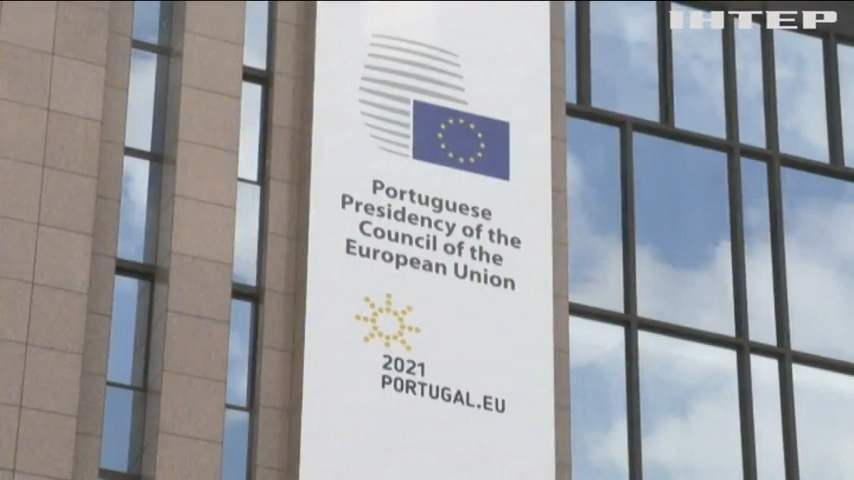 ІНТЕР
Portuguese
Presidency of the
Council of the
European Union
2021
PORTUGAL.EU